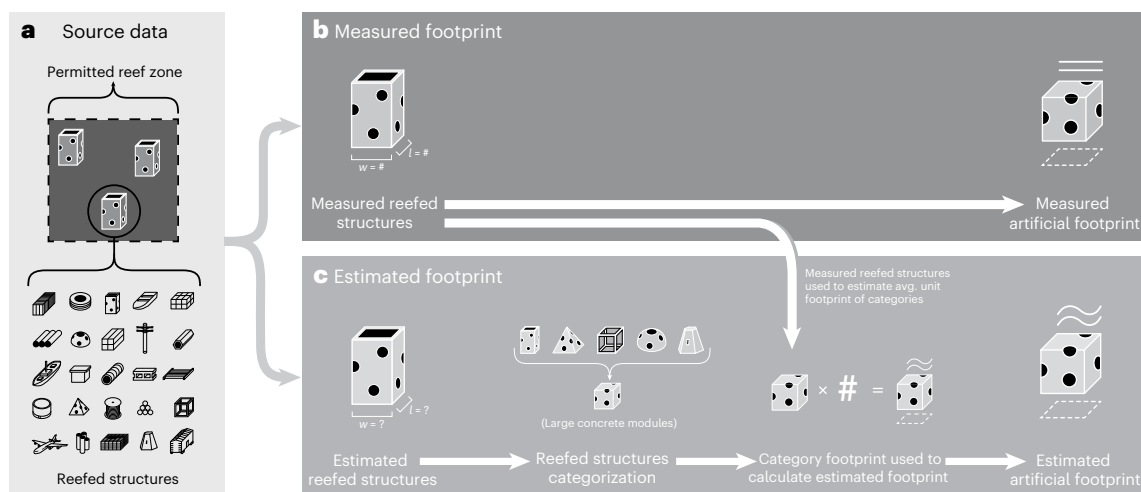 a Source data
Permitted reef zone
Reefed structures
b Measured footprint
w = #
l = #
Measured reefed
structures
Measured
artificial footprint
c Estimated footprint
Measured reefed structures
used to estimate avg. unit
footprint of categories
w = ?
l = ?
(Large concrete modules)
× # =
Estimated
reefed structures
Reefed structures
categorization
Category footprint used to
calculate estimated footprint
Estimated
artificial footprint